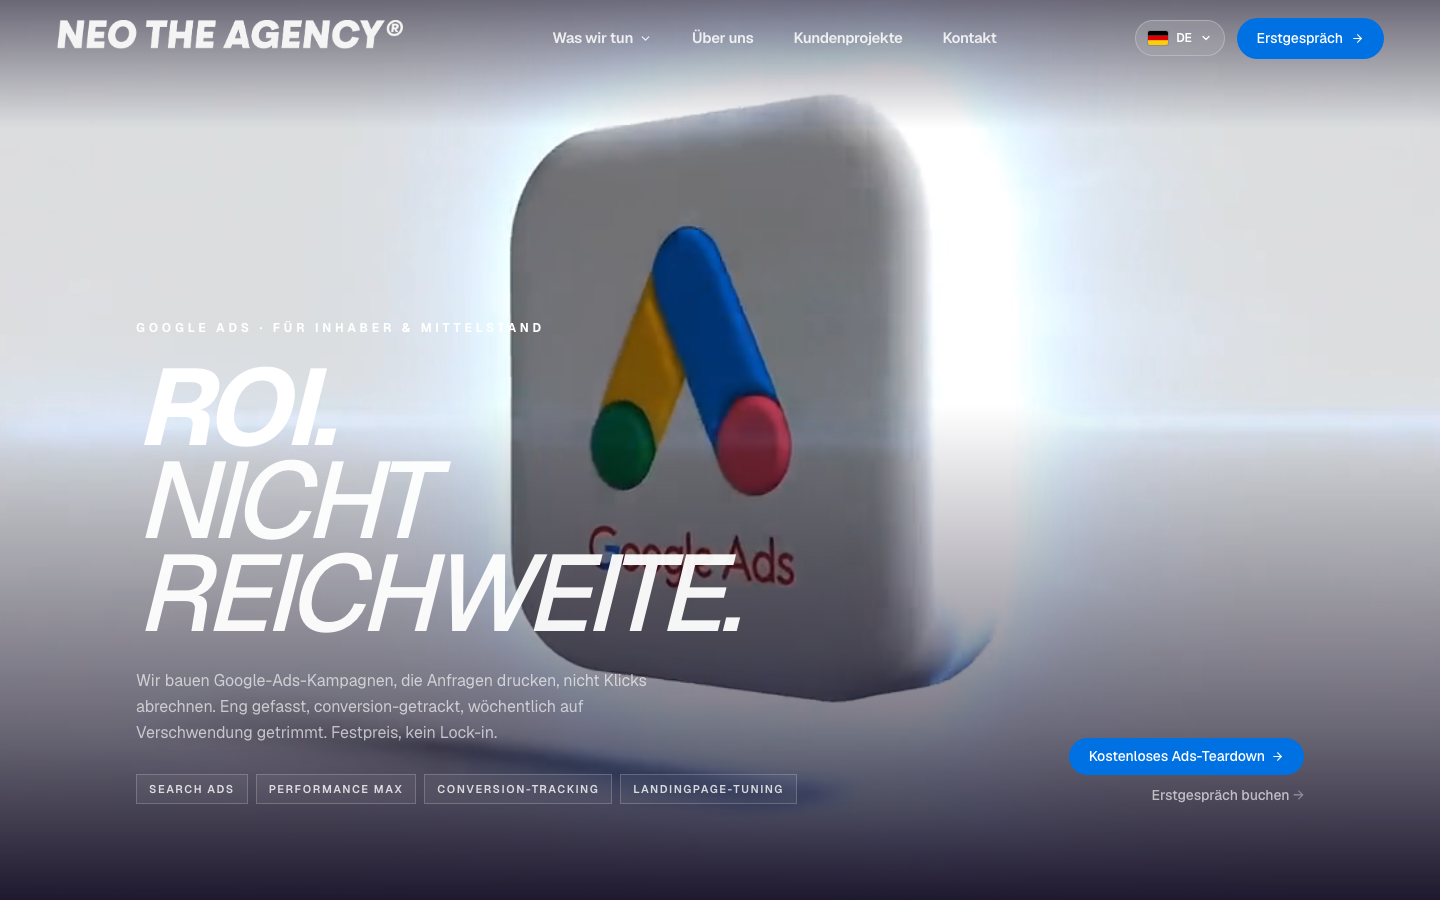 NEO THE AGENCY®
Was wir tun
Über uns
Kundenprojekte
Kontakt
DE
Erstgespräch →
GOOGLE ADS · FÜR INHABER & MITTELSTAND
ROI.
NICHT
REICHWEITE.
Google Ads
Wir bauen Google-Ads-Kampagnen, die Anfragen drucken, nicht Klicks
abrechnen. Eng gefasst, conversion-getrackt, wöchentlich auf
Verschwendung getrimmt. Festpreis, kein Lock-in.
SEARCH ADS
PERFORMANCE MAX
CONVERSION-TRACKING
LANDINGPAGE-TUNING
Kostenloses Ads-Teardown →
Erstgespräch buchen →